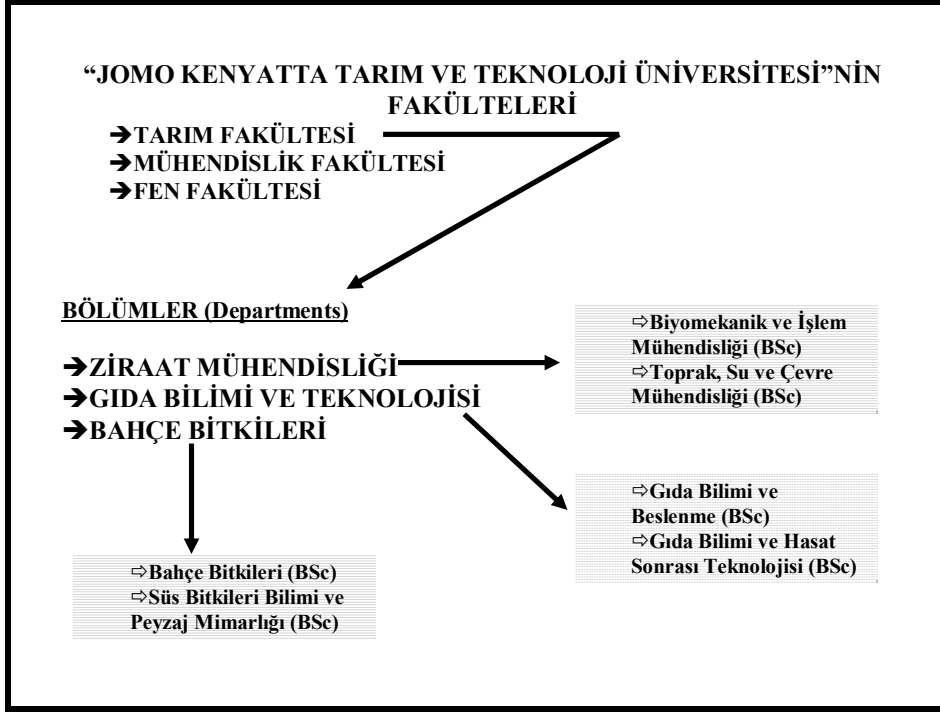 “JOMO KENYATTA TARIM VE TEKNOLOJİ ÜNİVERSİTESİ”NİN
FAKÜLTELERİ
➔TARIM FAKÜLTESİ
➔MÜHENDİSLİK FAKÜLTESİ
➔FEN FAKÜLTESİ
BÖLÜMLER (Departments)
➔ZİRAAT MÜHENDİSLİĞİ
➔GIDA BİLİMİ VE TEKNOLOJİSİ
➔BAHÇE BİTKİLERİ
⇨Biyomekanik ve İşlem
Mühendisliği (BSc)
⇨Toprak, Su ve Çevre
Mühendisliği (BSc)
⇨Gıda Bilimi ve
Beslenme (BSc)
⇨Gıda Bilimi ve Hasat
Sonrası Teknolojisi (BSc)
⇨Bahçe Bitkileri (BSc)
⇨Süs Bitkileri Bilimi ve
Peyzaj Mimarlığı (BSc)